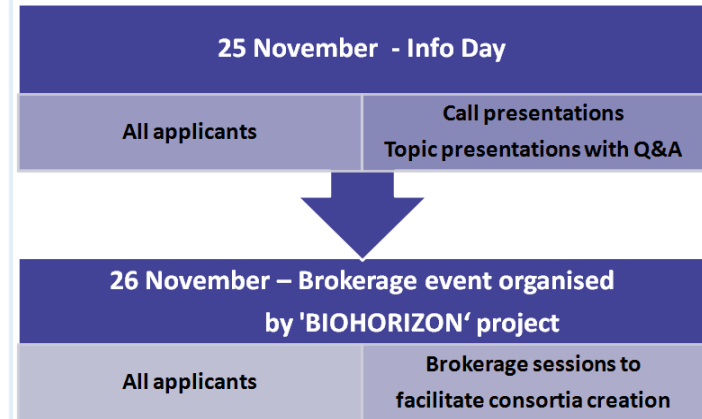 25 November - Info Day
All applicants
Call presentations
Topic presentations with Q&A
26 November – Brokerage event organised
by 'BIOHORIZON‘ project
All applicants
Brokerage sessions to
facilitate consortia creation